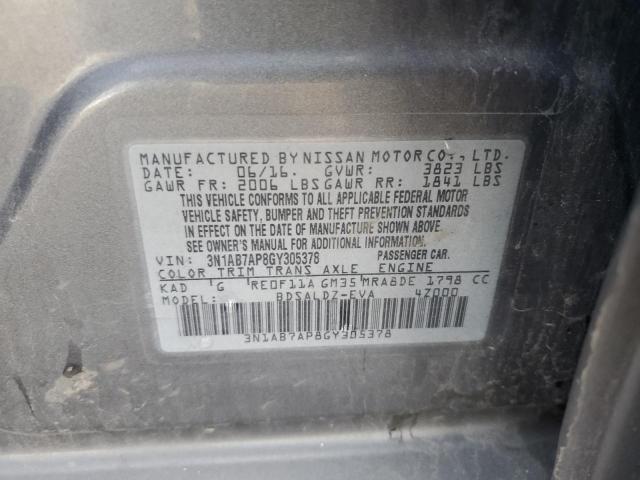 MANUFACTURED BY NISSAN MOTOR CO., LTD.
DATE: 06/16. GVWR: 3823 LBS
GAWR FR: 2006 LBS GAWR RR: 1841 LBS
THIS VEHICLE CONFORMS TO ALL APPLICABLE FEDERAL MOTOR
VEHICLE SAFETY, BUMPER AND THEFT PREVENTION STANDARDS
IN EFFECT ON THE DATE OF MANUFACTURE SHOWN ABOVE.
SEE OWNER'S MANUAL FOR ADDITIONAL INFORMATION.
VIN: 3N1AB7AP8GY305378 PASSENGER CAR.
COLOR TRIM TRANS AXLE ENGINE
KAD G RE0F11A GM35 MRA8DE 1798 CC
MODEL: BDSALDZ-EVA 4Z000
3N1AB7AP8GY305378